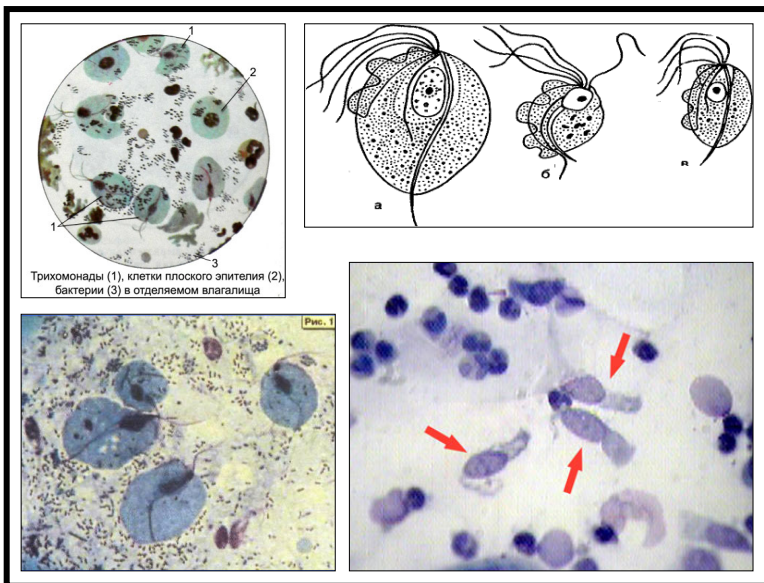 1
2
1
3
Трихомонады (1), клетки плоского эпителия (2),
бактерии (3) в отделяемом влагалища
а
б
в
Рис. 1